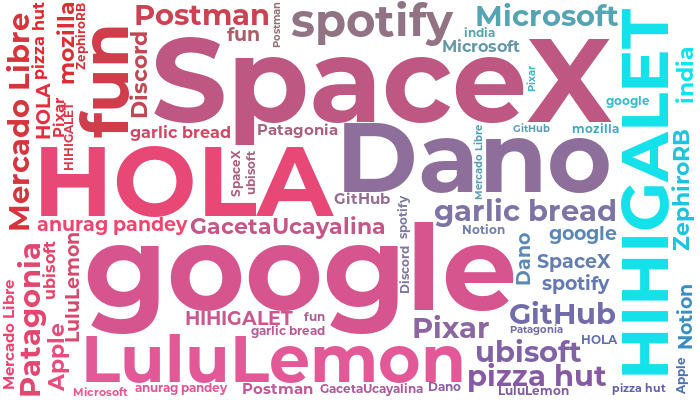 Mercado Libre
pizza hut
mozilla
ZephiroRB
Postman
fun
Postman
spotify
Microsoft
india
Microsoft
HIHIGALET
india
fun
Discord
SpaceX
Pixar
google
HOLA
Pixar
HIHIGALET
garlic bread
Patagonia
Dano
Mercado Libre
GitHub
mozilla
ZephiroRB
HOLA
SpaceX
ubisoft
GitHub
spotify
garlic bread
anurag pandey
GacetaUcayalina
Notion
google
Patagonia
ubisoft
LuluLemon
google
Discord
Dano
SpaceX
spotify
Mercado Libre
Apple
HIHIGALET
fun
garlic bread
Pixar
GitHub
Patagonia
HOLA
Notion
LuluLemon
ubisoft
pizza hut
Microsoft
anurag pandey
Postman
GacetaUcayalina
Dano
LuluLemon
pizza hut
Apple